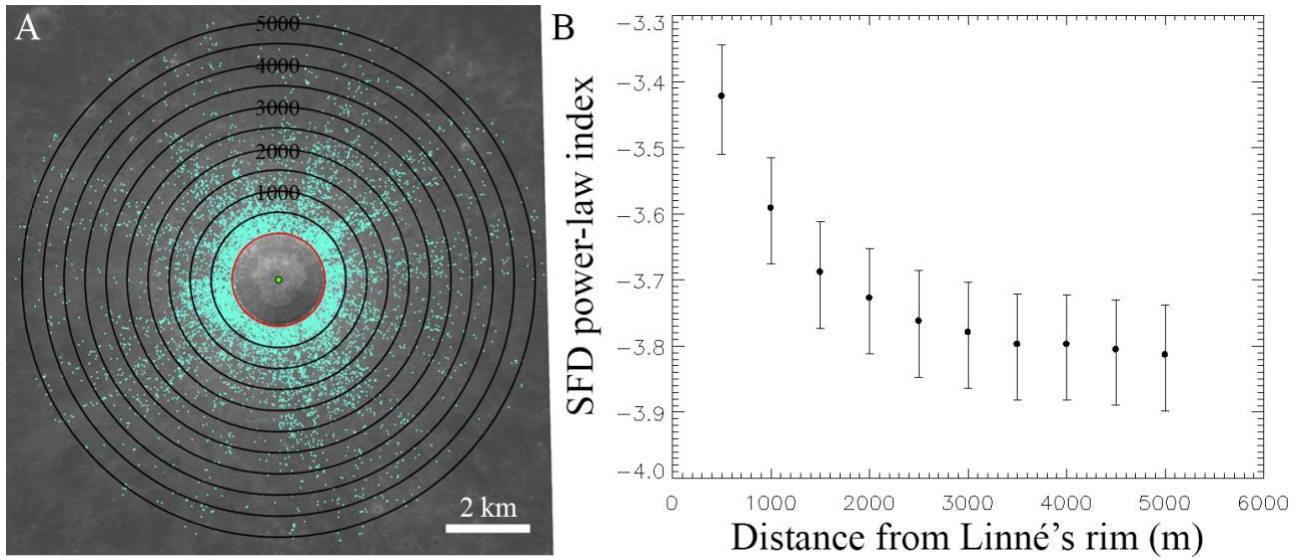 A
5000
4000
3000
2000
1000
2 km
B
SFD power-law index
−3.3
−3.4
−3.5
−3.6
−3.7
−3.8
−3.9
−4.0
0 1000 2000 3000 4000 5000 6000
Distance from Linné’s rim (m)